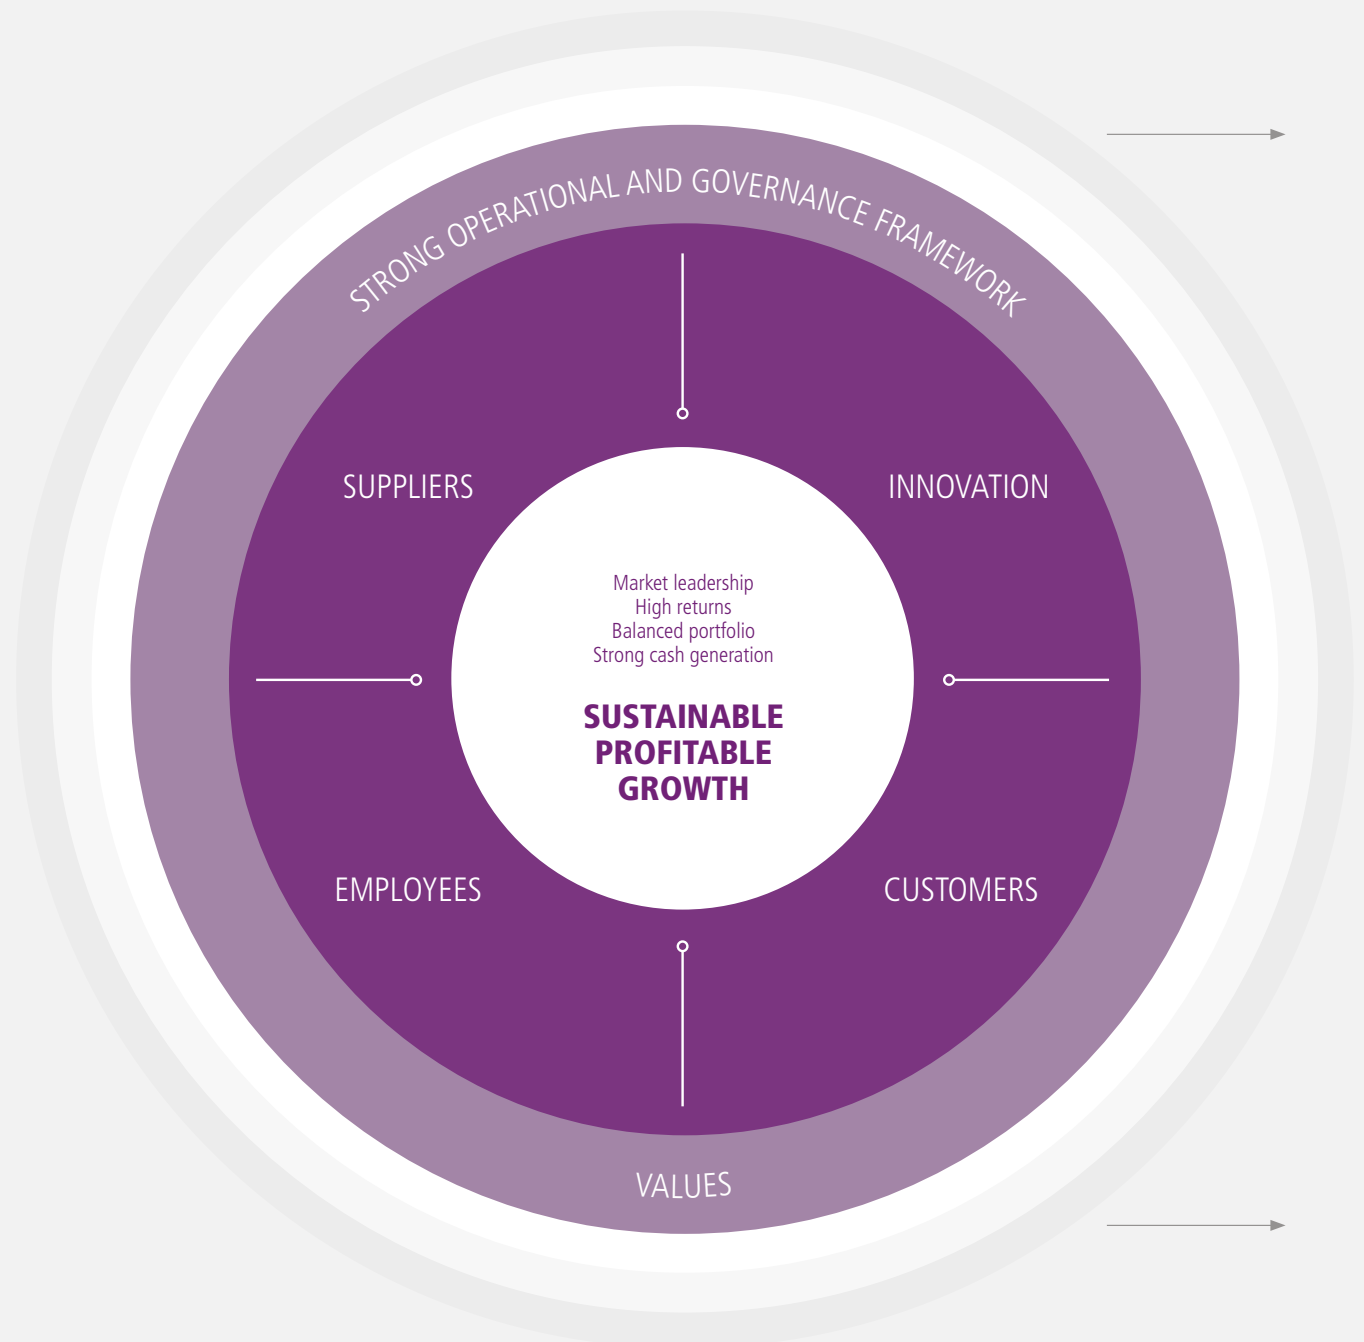 STRONG OPERATIONAL AND GOVERNANCE FRAMEWORK
SUPPLIERS
INNOVATION
Market leadership
High returns
Balanced portfolio
Strong cash generation
SUSTAINABLE
PROFITABLE
GROWTH
EMPLOYEES
CUSTOMERS
VALUES